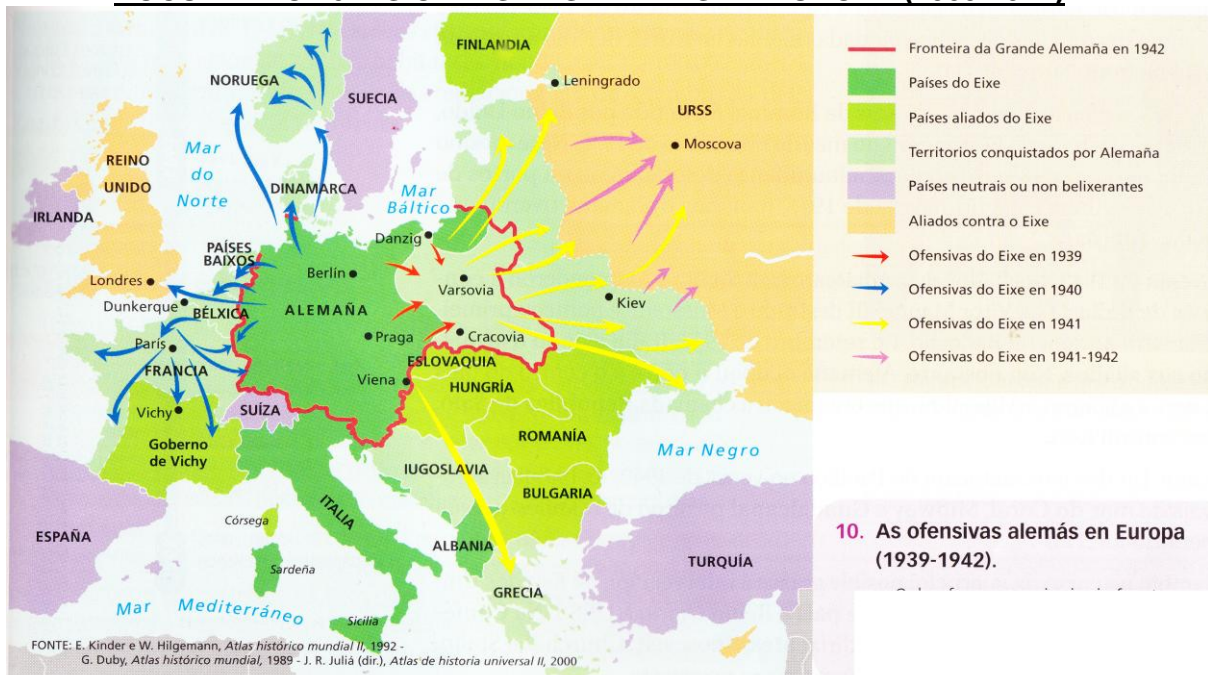 FINLANDIA
NORUEGA
SUECIA
Leningrado
URSS
Moscova
Mar
do
Norte
REINO
UNIDO
IRLANDA
DINAMARCA
Mar
Báltico
Danzig
PAÍSES
BAIXOS
Londres
Berlín
Varsovia
Dunkerque
BÉLXICA
ALEMAÑA
Kiev
París
Praga
Cracovia
FRANCIA
ESLOVAQUIA
Viena
HUNGRÍA
Vichy
SUÍZA
Goberno
de Vichy
ROMANÍA
Mar Negro
IUGOSLAVIA
ITALIA
BULGARIA
Córsega
ESPAÑA
ALBANIA
TURQUÍA
Sardeña
GRECIA
Mar Mediterráneo
Sicilia
FONTE: E. Kinder e W. Hilgemann, Atlas histórico mundial II, 1992 -
G. Duby, Atlas histórico mundial, 1989 - J. R. Juliá (dir.), Atlas de historia universal II, 2000
Fronteira da Grande Alemaña en 1942
Países do Eixe
Países aliados do Eixe
Territorios conquistados por Alemaña
Países neutrais ou non belixerantes
Aliados contra o Eixe
Ofensivas do Eixe en 1939
Ofensivas do Eixe en 1940
Ofensivas do Eixe en 1941
Ofensivas do Eixe en 1941-1942
10. As ofensivas alemás en Europa
(1939-1942).